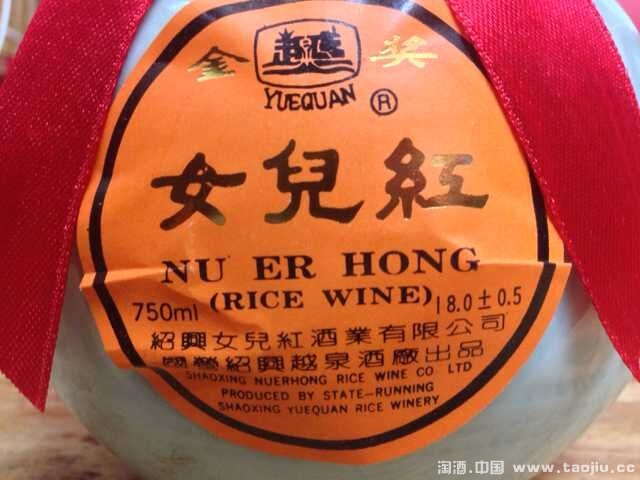 金 奖
越泉
YUEQUAN ®
女兒紅
NU ER HONG
750ml (RICE WINE) 18.0±0.5
紹興女兒紅酒業有限公司
國營紹興越泉酒廠出品
SHAOXING NUERHONG RICE WINE CO LTD
PRODUCED BY STATE-RUNNING
SHAOXING YUEQUAN RICE WINERY
淘酒.中国 www.taojiu.cc